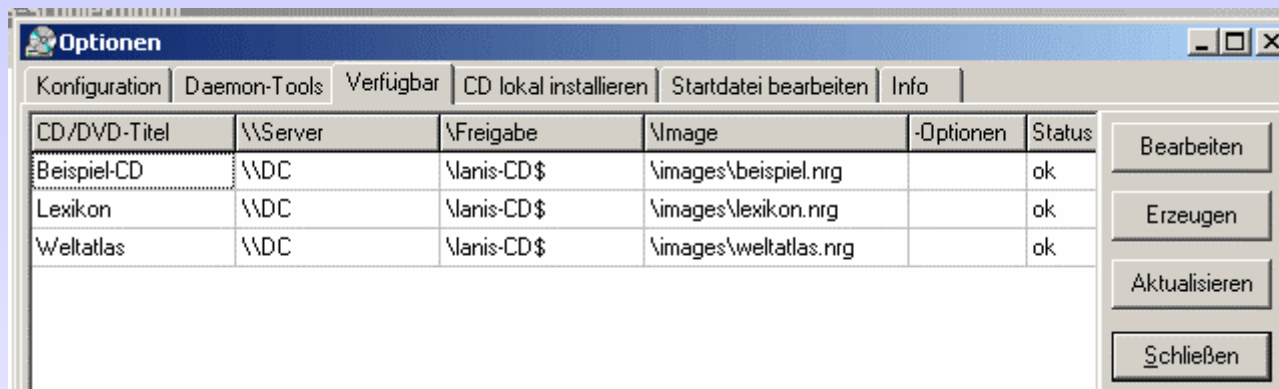 Optionen
Konfiguration Daemon-Tools Verfügbar CD lokal installieren Startdatei bearbeiten Info
CD/DVD-Titel \\Server \Freigabe \Image -Optionen Status
Beispiel-CD \\DC \lanis-CD$ \images\beispiel.nrg ok
Lexikon \\DC \lanis-CD$ \images\lexikon.nrg ok
Weltatlas \\DC \lanis-CD$ \images\weltatlas.nrg ok
Bearbeiten
Erzeugen
Aktualisieren
Schließen